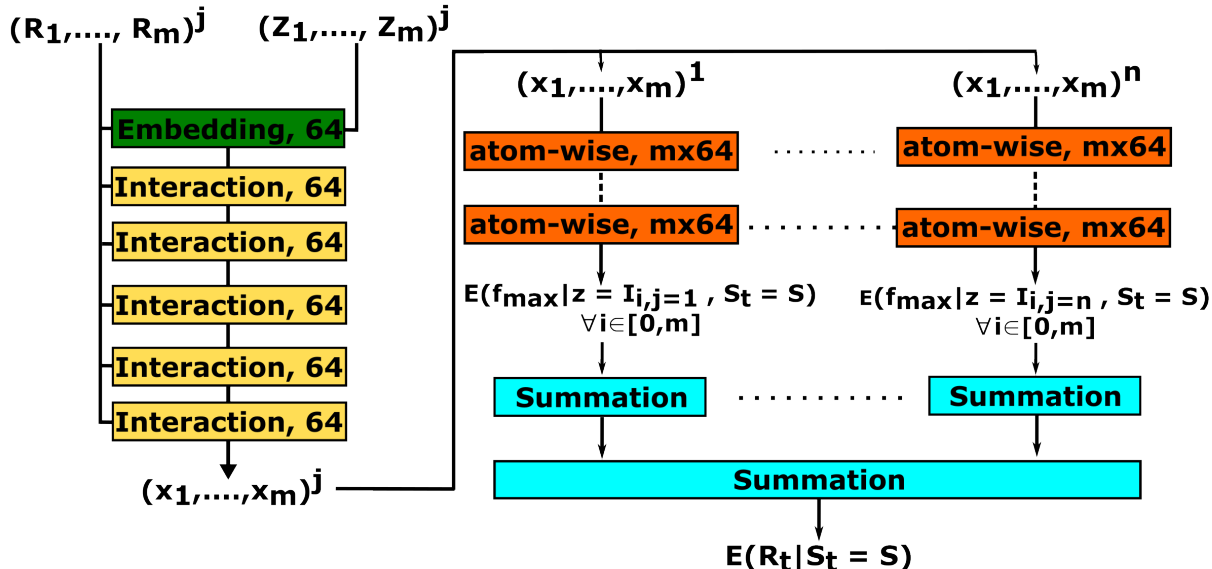 (R1,...., Rm)^j
(Z1,...., Zm)^j
Embedding, 64
Interaction, 64
Interaction, 64
Interaction, 64
Interaction, 64
Interaction, 64
(x1,....,xm)^j
(x1,....,xm)^1
(x1,....,xm)^n
atom-wise, mx64
atom-wise, mx64
atom-wise, mx64
atom-wise, mx64
E(fmax|z = Ii,j=1 , St = S)
∀i∈[0,m]
E(fmax|z = Ii,j=n , St = S)
∀i∈[0,m]
Summation
Summation
Summation
E(Rt|St = S)